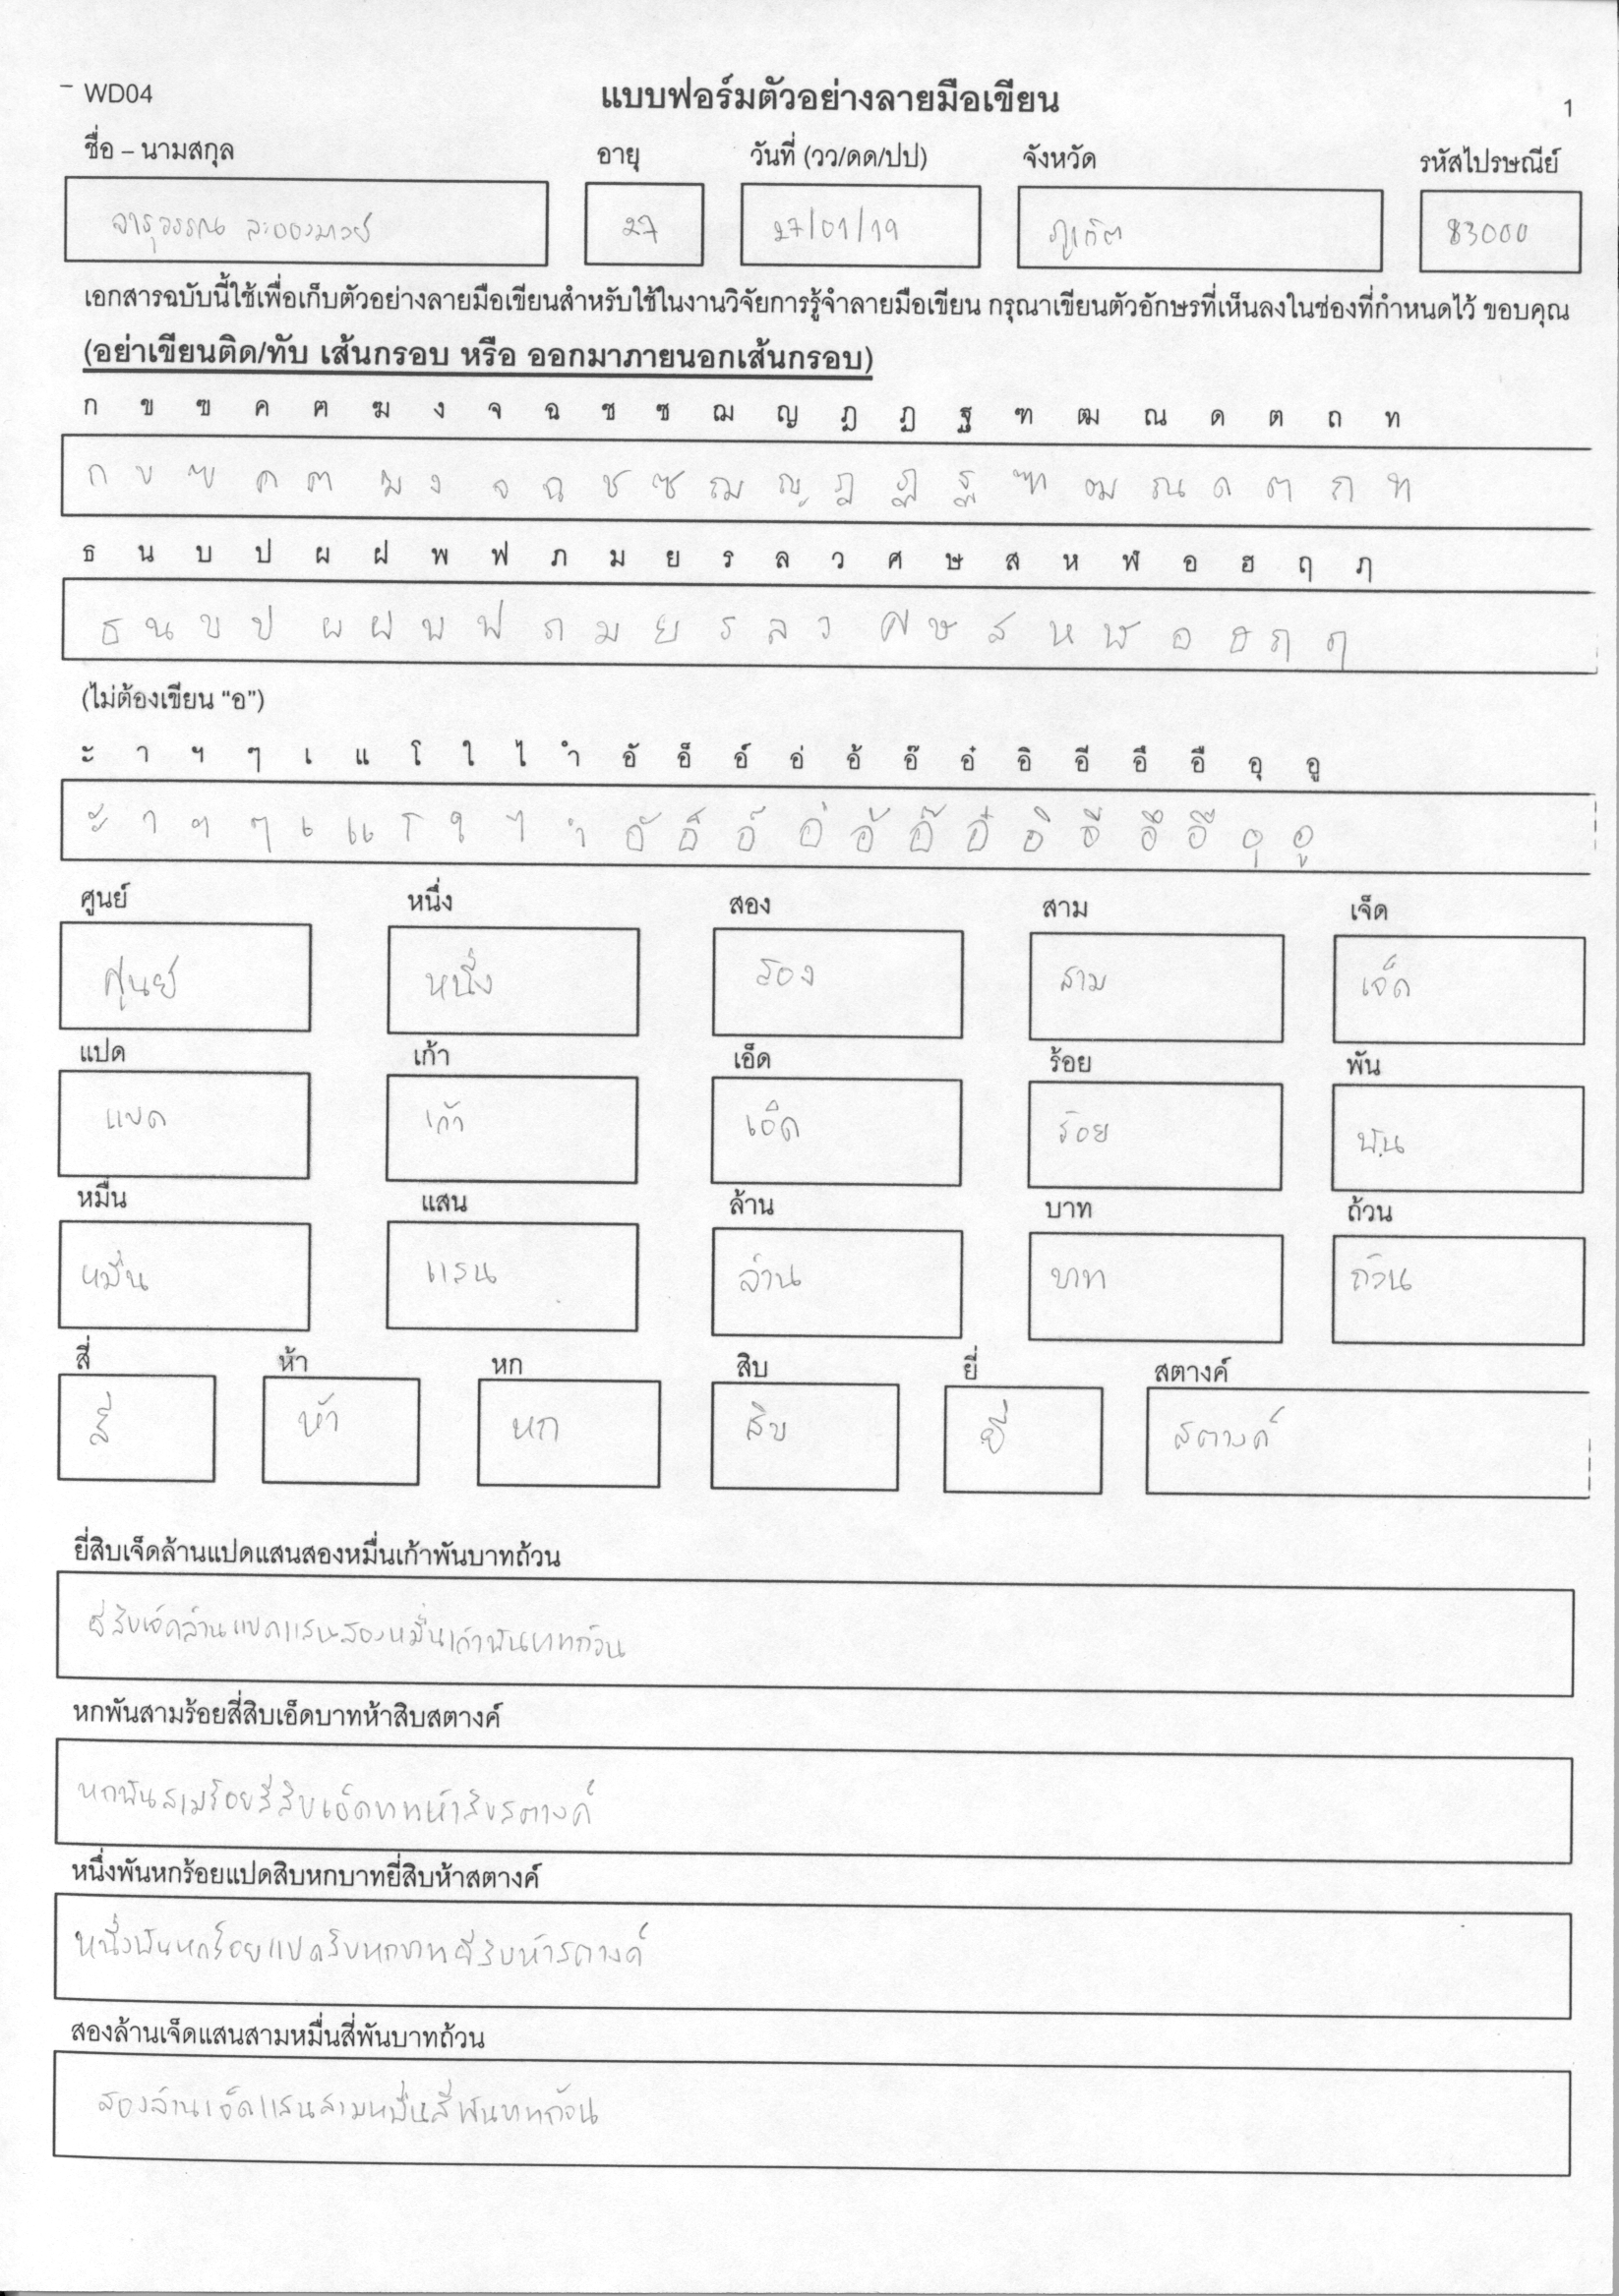 WD04 แบบฟอร์มตัวอย่างลายมือเขียน 1
ชื่อ – นามสกุล อายุ วันที่ (วว/ดด/ปป) จังหวัด รหัสไปรษณีย์
จารุวรรณ 27 27/01/19 ภูเก็ต 83000
เอกสารฉบับนี้ใช้เพื่อเก็บตัวอย่างลายมือเขียนสำหรับใช้ในงานวิจัยการรู้จำลายมือเขียน กรุณาเขียนตัวอักษรที่เห็นลงในช่องที่กำหนดไว้ ขอบคุณ
(อย่าเขียนติด/ทับ เส้นกรอบ หรือ ออกมาภายนอกเส้นกรอบ)
ก ข ฃ ค ฅ ฆ ง จ ฉ ช ซ ฌ ญ ฎ ฏ ฐ ฑ ฒ ณ ด ต ถ ท
ก ข ฃ ค ฅ ฆ ง จ ฉ ช ซ ฌ ญ ฎ ฏ ฐ ฑ ฒ ณ ด ต ถ ท
ธ น บ ป ผ ฝ พ ฟ ภ ม ย ร ล ว ศ ษ ส ห ฬ อ ฮ ฤ ฦ
ธ น บ ป ผ ฝ พ ฟ ภ ม ย ร ล ว ศ ษ ส ห ฬ อ ฮ ฤ ฦ
(ไม่ต้องเขียน “อ”)
ะ า ฯ ๆ เ แ โ ใ ไ ำ อั อ็ อ์ อ่ อ้ อ๊ อ๋ อิ อี อึ อื อุ อู
ะ า ฯ ๆ เ แ โ ใ ไ ำ อั อ็ อ์ อ่ อ้ อ๊ อ๋ อิ อี อึ อื อุ อู
ศูนย์ หนึ่ง สอง สาม เจ็ด
ศูนย์ หนึ่ง สอง สาม เจ็ด
แปด เก้า เอ็ด ร้อย พัน
แปด เก้า เอ็ด ร้อย พัน
หมื่น แสน ล้าน บาท ถ้วน
หมื่น แสน ล้าน บาท ถ้วน
สี่ ห้า หก สิบ ยี่ สตางค์
สี่ ห้า หก สิบ ยี่ สตางค์
ยี่สิบเจ็ดล้านแปดแสนสองหมื่นเก้าพันบาทถ้วน
ยี่สิบเจ็ดล้านแปดแสนสองหมื่นเก้าพันบาทถ้วน
หกพันสามร้อยสี่สิบเอ็ดบาทห้าสิบสตางค์
หกพันสามร้อยสี่สิบเอ็ดบาทห้าสิบสตางค์
หนึ่งพันหกร้อยแปดสิบหกบาทยี่สิบห้าสตางค์
หนึ่งพันหกร้อยแปดสิบหกบาทยี่สิบห้าสตางค์
สองล้านเจ็ดแสนสามหมื่นสี่พันบาทถ้วน
สองล้านเจ็ดแสนสามหมื่นสี่พันบาทถ้วน